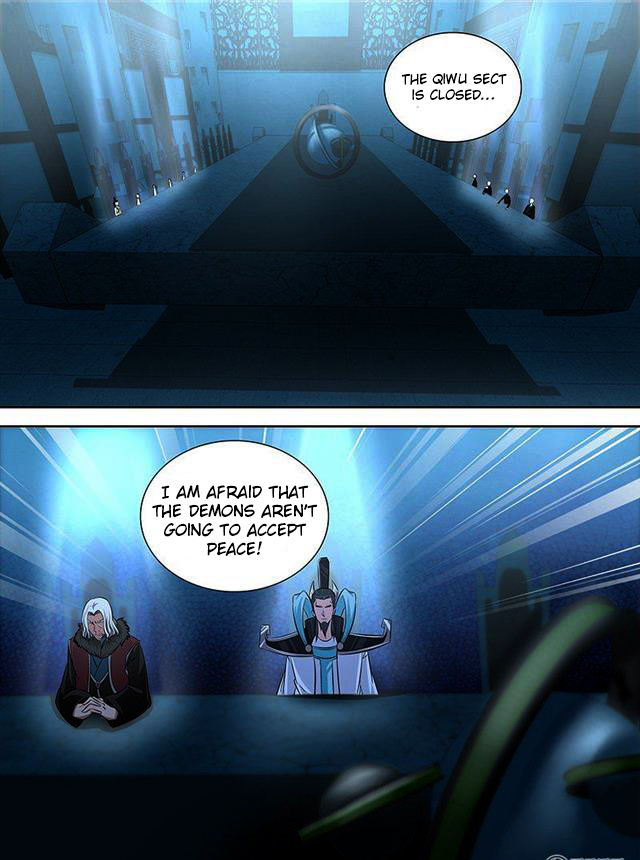 THE QIWU SECT
IS CLOSED...
I AM AFRAID THAT
THE DEMONS AREN'T
GOING TO ACCEPT
PEACE!